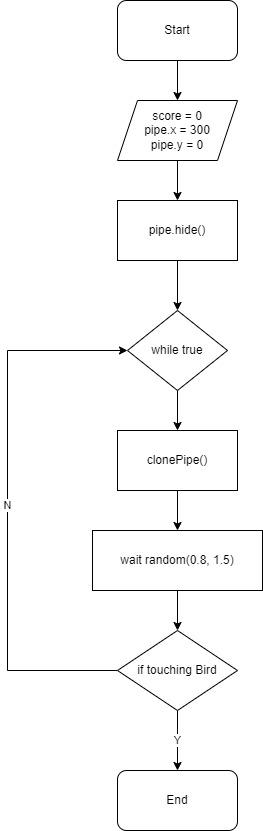 Start
score = 0
pipe.x = 300
pipe.y = 0
pipe.hide()
while true
clonePipe()
N
wait random(0.8, 1.5)
if touching Bird
Y
End